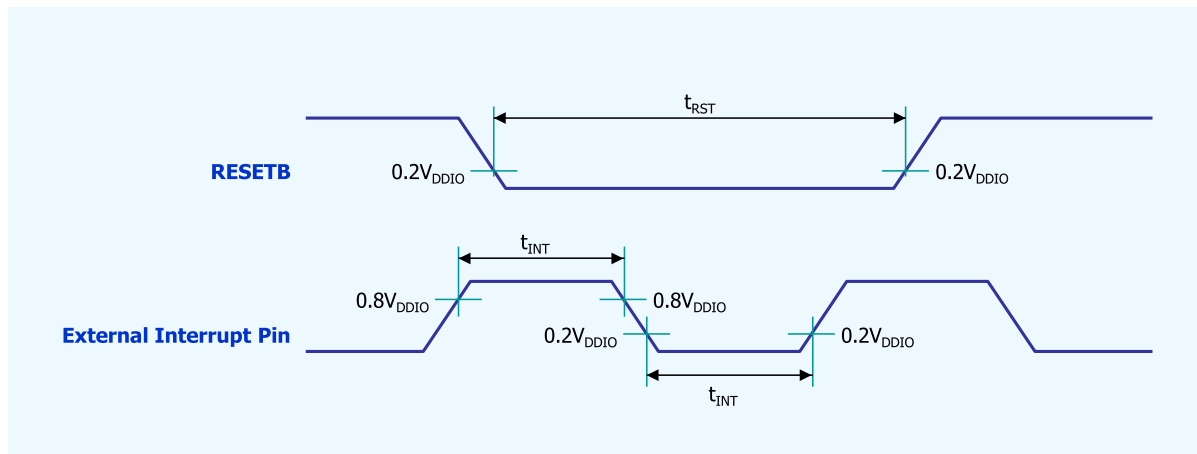 tRST
RESETB
0.2VDDIO
0.2VDDIO
tINT
0.8VDDIO
0.8VDDIO
External Interrupt Pin
0.2VDDIO
0.2VDDIO
tINT